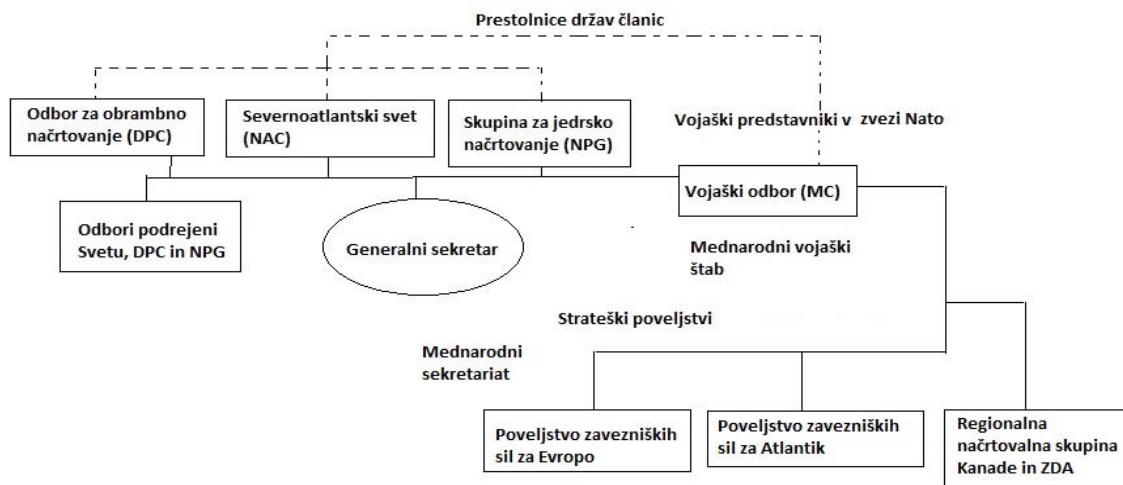 Prestolnice držav članic
Odbor za obrambno
načrtovanje (DPC)
Severnoatlantski svet
(NAC)
Skupina za jedrsko
načrtovanje (NPG)
Vojaški predstavniki v zvezi Nato
Vojaški odbor (MC)
Odbori podrejeni
Svetu, DPC in NPG
Generalni sekretar
Mednarodni vojaški
štab
Strateški poveljstvi
Mednarodni
sekretariat
Poveljstvo zavezniških
sil za Evropo
Poveljstvo zavezniških
sil za Atlantik
Regionalna
načrtovalna skupina
Kanade in ZDA